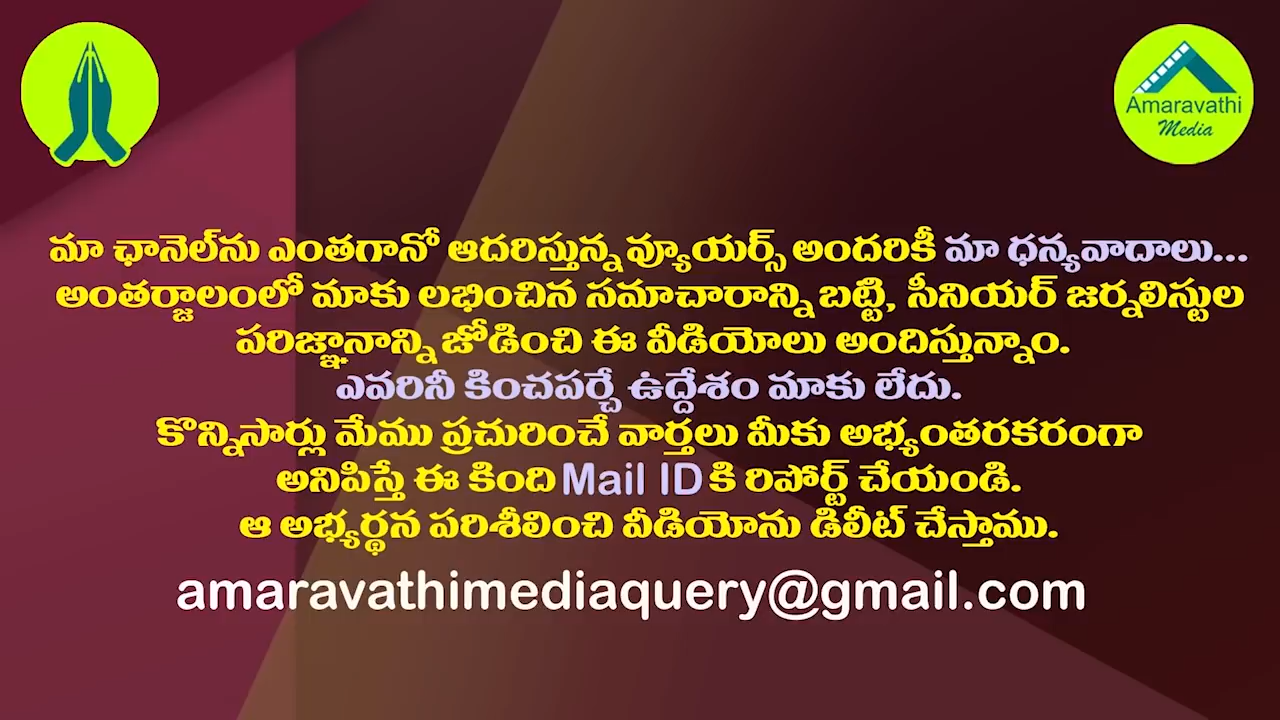 Amaravathi
Media
మా ఛానెల్‌ను ఎంతగానో ఆదరిస్తున్న వ్యూయర్స్ అందరికీ మా ధన్యవాదాలు...
అంతర్జాలంలో మాకు లభించిన సమాచారాన్ని బట్టి, సీనియర్ జర్నలిస్టుల
పరిజ్ఞానాన్ని జోడించి ఈ వీడియోలు అందిస్తున్నాం.
ఎవరినీ కించపర్చే ఉద్దేశం మాకు లేదు.
కొన్నిసార్లు మేము ప్రచురించే వార్తలు మీకు అభ్యంతరకరంగా
అనిపిస్తే ఈ కింది Mail ID కి రిపోర్ట్ చేయండి.
ఆ అభ్యర్థన పరిశీలించి వీడియోను డిలీట్ చేస్తాము.
amaravathimediaquery@gmail.com